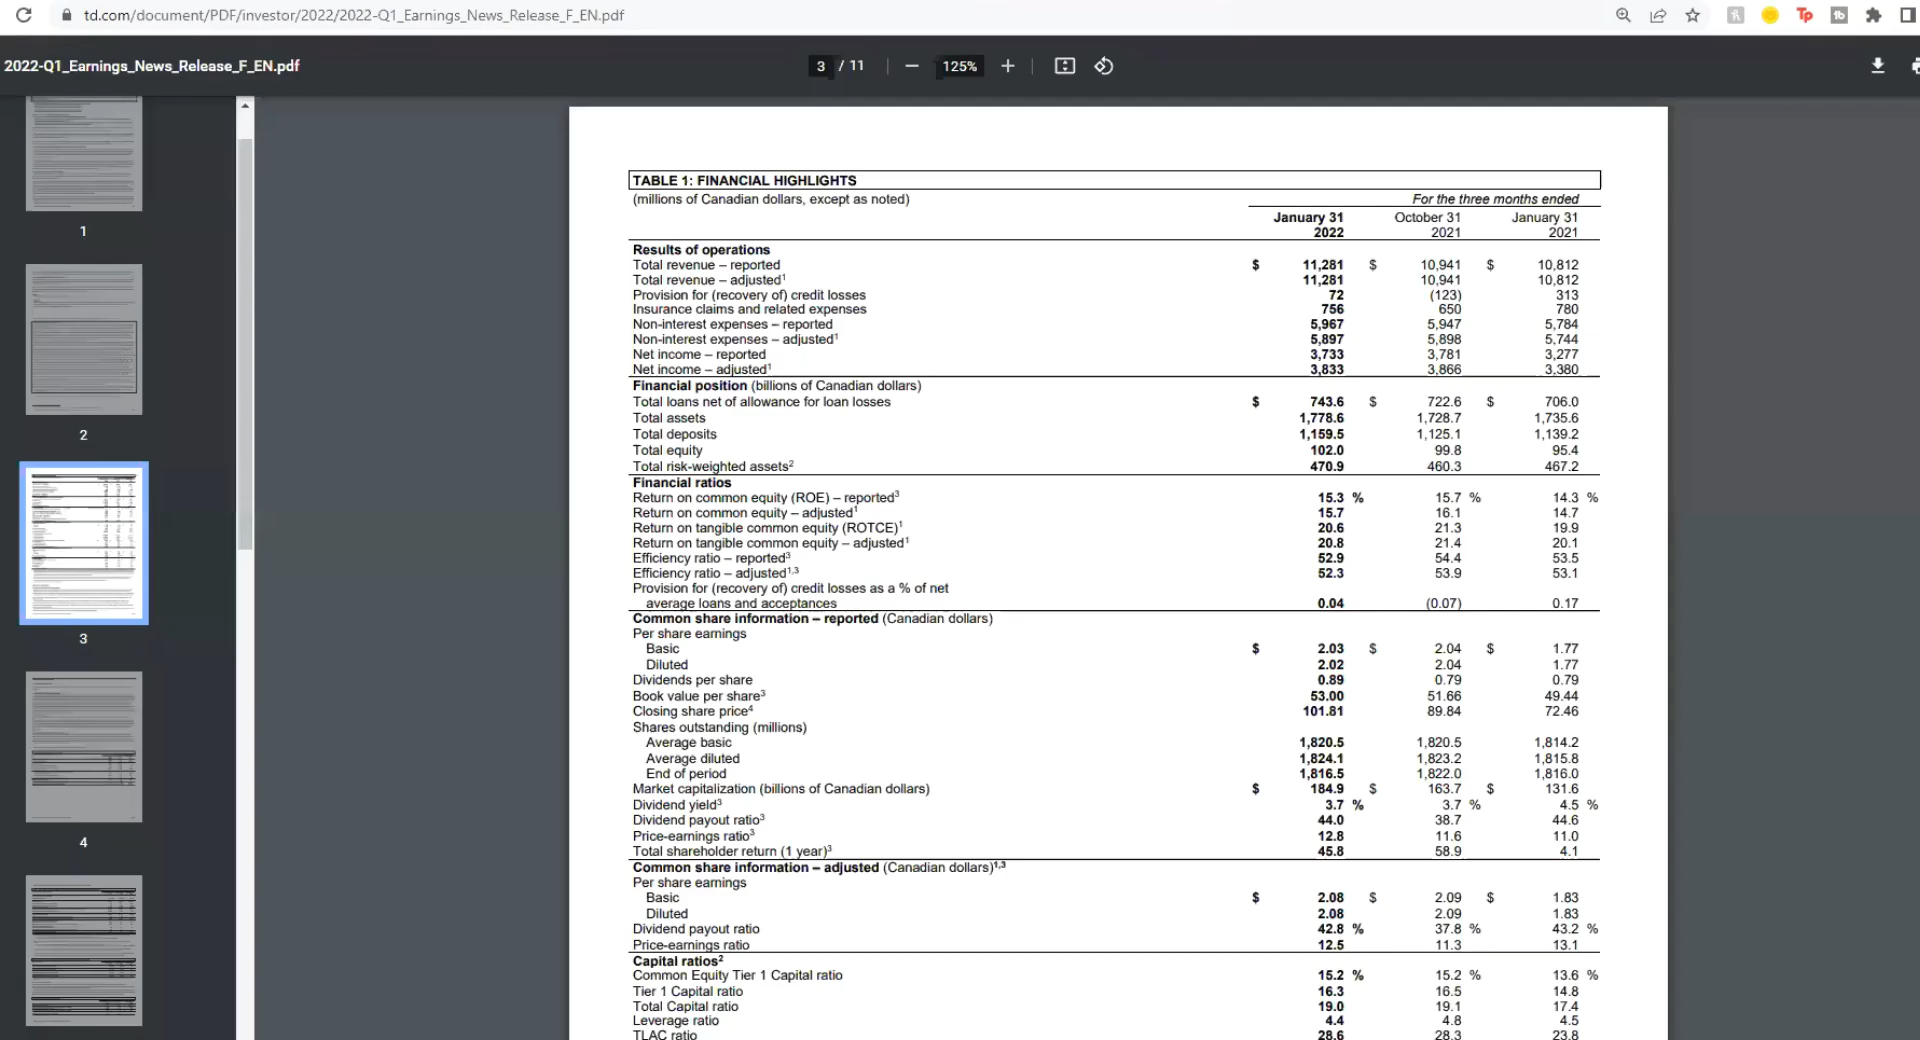 td.com/document/PDF/investor/2022/2022-Q1_Earnings_News_Release_F_EN.pdf
Tp
2022-Q1_Earnings_News_Release_F_EN.pdf
3 / 11
125%
1
2
3
4
TABLE 1: FINANCIAL HIGHLIGHTS
(millions of Canadian dollars, except as noted) For the three months ended
January 31 October 31 January 31
2022 2021 2021
Results of operations
Total revenue – reported $ 11,281 $ 10,941 $ 10,812
Total revenue – adjusted¹ 11,281 10,941 10,812
Provision for (recovery of) credit losses 72 (123) 313
Insurance claims and related expenses 756 650 780
Non-interest expenses – reported 5,967 5,947 5,784
Non-interest expenses – adjusted¹ 5,897 5,898 5,744
Net income – reported 3,733 3,781 3,277
Net income – adjusted¹ 3,833 3,866 3,380
Financial position (billions of Canadian dollars)
Total loans net of allowance for loan losses $ 743.6 $ 722.6 $ 706.0
Total assets 1,778.6 1,728.7 1,735.6
Total deposits 1,159.5 1,125.1 1,139.2
Total equity 102.0 99.8 95.4
Total risk-weighted assets² 470.9 460.3 467.2
Financial ratios
Return on common equity (ROE) – reported³ 15.3 % 15.7 % 14.3 %
Return on common equity – adjusted¹ 15.7 16.1 14.7
Return on tangible common equity (ROTCE)¹ 20.6 21.3 19.9
Return on tangible common equity – adjusted¹ 20.8 21.4 20.1
Efficiency ratio – reported³ 52.9 54.4 53.5
Efficiency ratio – adjusted¹,³ 52.3 53.9 53.1
Provision for (recovery of) credit losses as a % of net
average loans and acceptances 0.04 (0.07) 0.17
Common share information – reported (Canadian dollars)
Per share earnings
Basic $ 2.03 $ 2.04 $ 1.77
Diluted 2.02 2.04 1.77
Dividends per share 0.89 0.79 0.79
Book value per share³ 53.00 51.66 49.44
Closing share price⁴ 101.81 89.84 72.46
Shares outstanding (millions)
Average basic 1,820.5 1,820.5 1,814.2
Average diluted 1,824.1 1,823.2 1,815.8
End of period 1,816.5 1,822.0 1,816.0
Market capitalization (billions of Canadian dollars) $ 184.9 $ 163.7 $ 131.6
Dividend yield³ 3.7 % 3.7 % 4.5 %
Dividend payout ratio³ 44.0 38.7 44.6
Price-earnings ratio³ 12.8 11.6 11.0
Total shareholder return (1 year)³ 45.8 58.9 4.1
Common share information – adjusted (Canadian dollars)¹,³
Per share earnings
Basic $ 2.08 $ 2.09 $ 1.83
Diluted 2.08 2.09 1.83
Dividend payout ratio 42.8 % 37.8 % 43.2 %
Price-earnings ratio 12.5 11.3 13.1
Capital ratios²
Common Equity Tier 1 Capital ratio 15.2 % 15.2 % 13.6 %
Tier 1 Capital ratio 16.3 16.5 14.8
Total Capital ratio 19.0 19.1 17.4
Leverage ratio 4.4 4.8 4.5
TLAC ratio 28.6 28.3 23.8